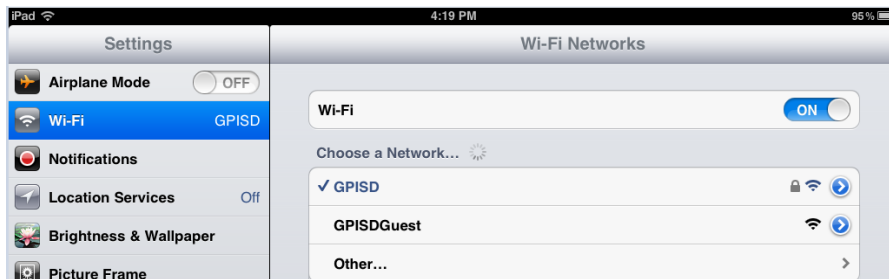 iPad 4:19 PM 95%
Settings
Wi-Fi Networks
Airplane Mode OFF
Wi-Fi GPISD
Notifications
Location Services Off
Brightness & Wallpaper
Picture Frame
Wi-Fi ON
Choose a Network...
✓ GPISD
GPISDGuest
Other...